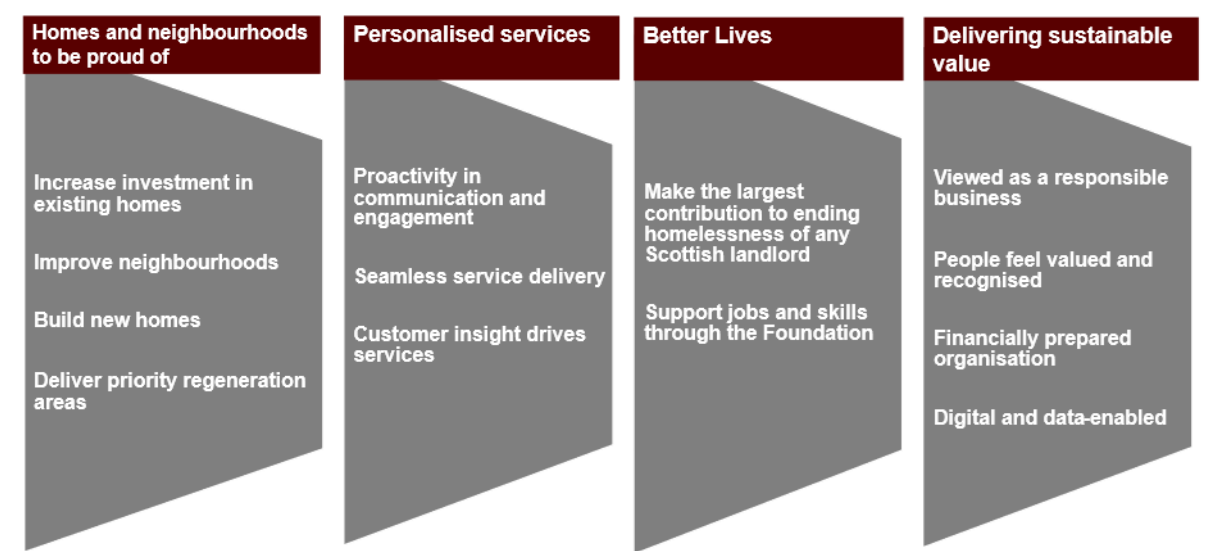 Homes and neighbourhoods
to be proud of
Increase investment in
existing homes
Improve neighbourhoods
Build new homes
Deliver priority regeneration
areas
Personalised services
Proactivity in
communication and
engagement
Seamless service delivery
Customer insight drives
services
Better Lives
Make the largest
contribution to ending
homelessness of any
Scottish landlord
Support jobs and skills
through the Foundation
Delivering sustainable
value
Viewed as a responsible
business
People feel valued and
recognised
Financially prepared
organisation
Digital and data-enabled